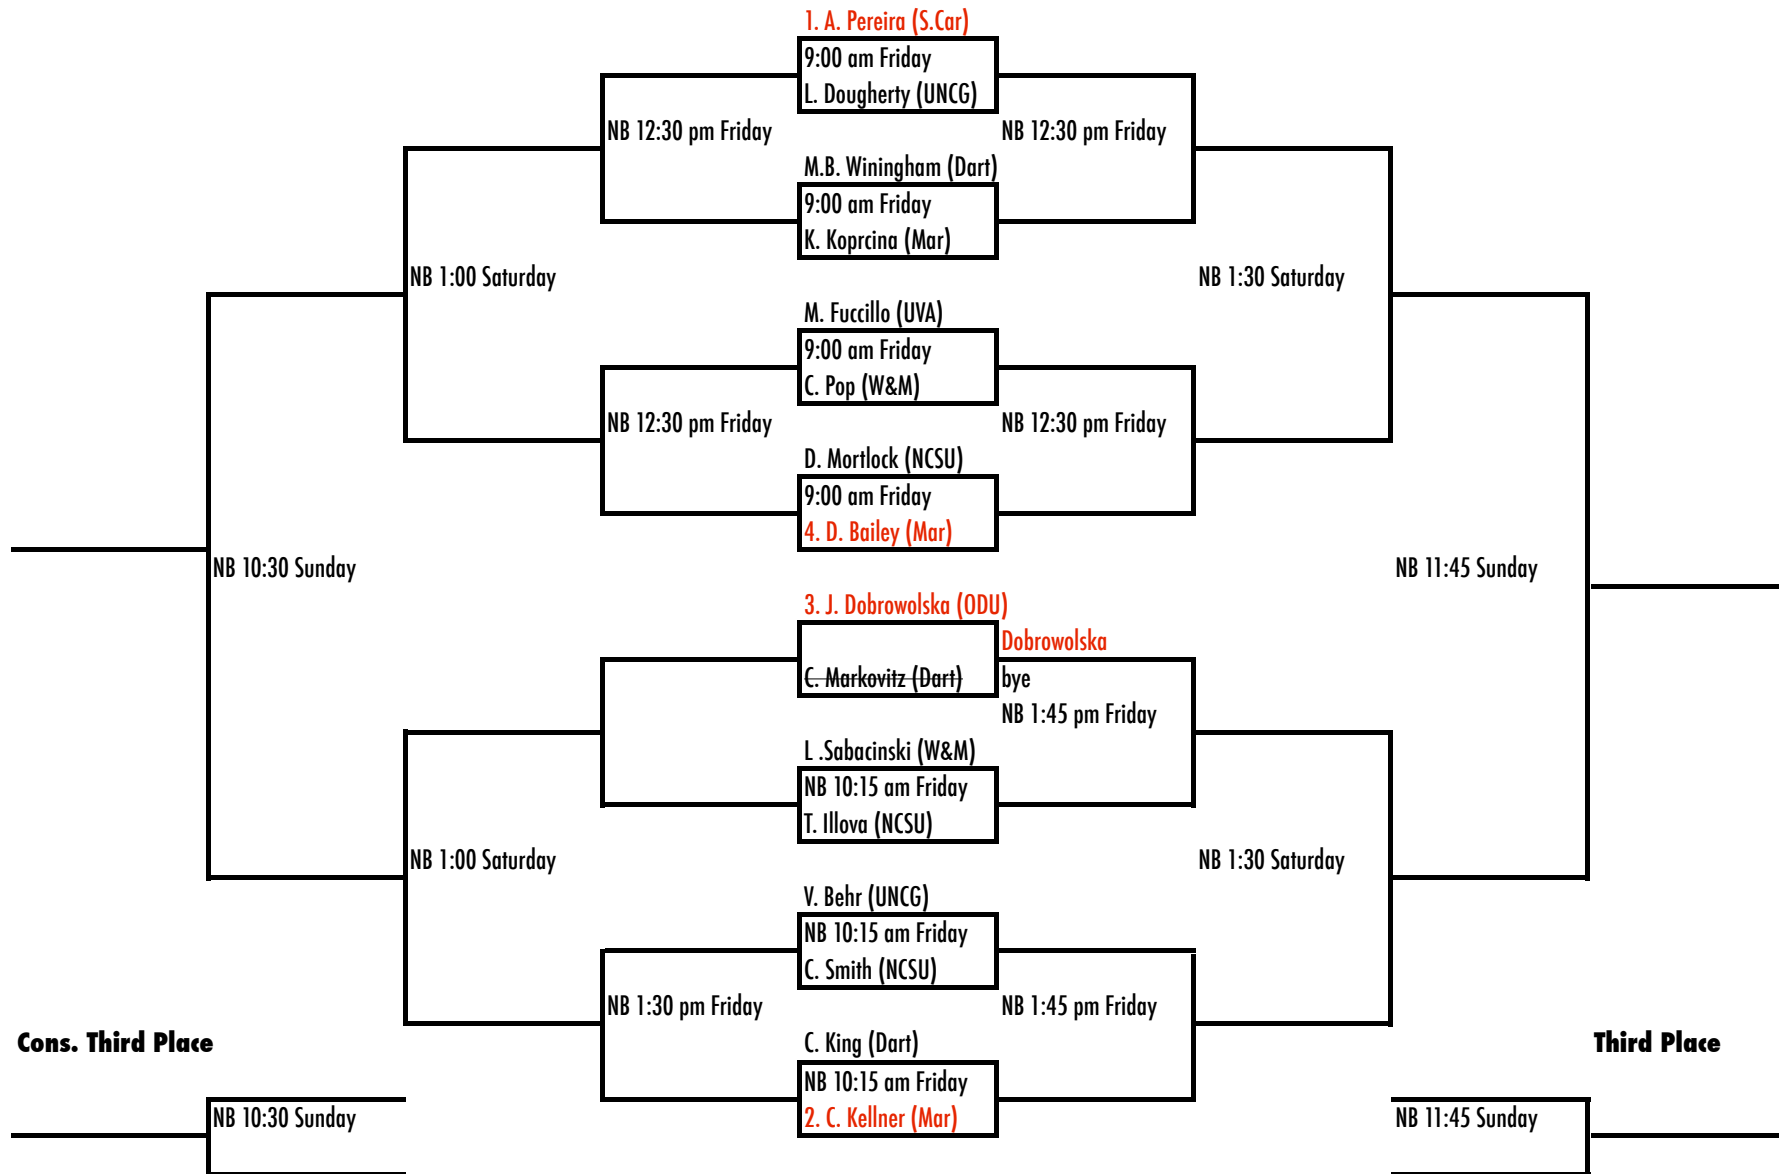 1. A. Pereira (S.Car)
9:00 am Friday
L. Dougherty (UNCG)
NB 12:30 pm Friday
NB 12:30 pm Friday
M.B. Winingham (Dart)
9:00 am Friday
K. Koprcina (Mar)
NB 1:00 Saturday
NB 1:30 Saturday
M. Fuccillo (UVA)
9:00 am Friday
C. Pop (W&M)
NB 12:30 pm Friday
NB 12:30 pm Friday
D. Mortlock (NCSU)
9:00 am Friday
4. D. Bailey (Mar)
NB 10:30 Sunday
NB 11:45 Sunday
3. J. Dobrowolska (ODU)
Dobrowolska
C. Markovitz (Dart)
bye
NB 1:45 pm Friday
L .Sabacinski (W&M)
NB 10:15 am Friday
T. Illova (NCSU)
NB 1:00 Saturday
NB 1:30 Saturday
V. Behr (UNCG)
NB 10:15 am Friday
C. Smith (NCSU)
NB 1:30 pm Friday
NB 1:45 pm Friday
Cons. Third Place
C. King (Dart)
Third Place
NB 10:15 am Friday
2. C. Kellner (Mar)
NB 10:30 Sunday
NB 11:45 Sunday